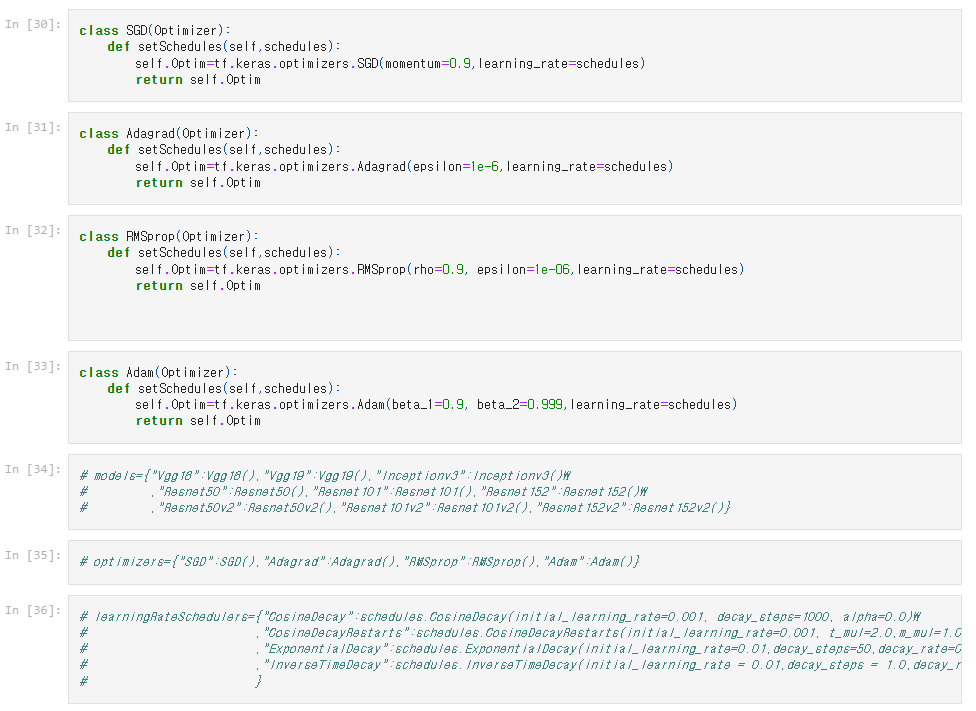 In [30]:
class SGD(Optimizer):
    def setSchedules(self,schedules):
        self.Optim=tf.keras.optimizers.SGD(momentum=0.9,learning_rate=schedules)
        return self.Optim
In [31]:
class Adagrad(Optimizer):
    def setSchedules(self,schedules):
        self.Optim=tf.keras.optimizers.Adagrad(epsilon=1e-6,learning_rate=schedules)
        return self.Optim
In [32]:
class RMSprop(Optimizer):
    def setSchedules(self,schedules):
        self.Optim=tf.keras.optimizers.RMSprop(rho=0.9, epsilon=1e-06,learning_rate=schedules)
        return self.Optim
In [33]:
class Adam(Optimizer):
    def setSchedules(self,schedules):
        self.Optim=tf.keras.optimizers.Adam(beta_1=0.9, beta_2=0.999,learning_rate=schedules)
        return self.Optim
In [34]:
# models={"Vgg16":Vgg16(),"Vgg19":Vgg19(),"Inceptionv3":Inceptionv3()₩
#         ,"Resnet50":Resnet50(),"Resnet101":Resnet101(),"Resnet152":Resnet152()₩
#         ,"Resnet50v2":Resnet50v2(),"Resnet101v2":Resnet101v2(),"Resnet152v2":Resnet152v2()}
In [35]:
# optimizers={"SGD":SGD(),"Adagrad":Adagrad(),"RMSprop":RMSprop(),"Adam":Adam()}
In [36]:
# learningRateSchedulers={"CosineDecay":schedules.CosineDecay(initial_learning_rate=0.001, decay_steps=1000, alpha=0.0)₩
#                         ,"CosineDecayRestarts":schedules.CosineDecayRestarts(initial_learning_rate=0.001, t_mul=2.0,m_mul=1.0
#                         ,"ExponentialDecay":schedules.ExponentialDecay(initial_learning_rate=0.01,decay_steps=50,decay_rate=0
#                         ,"InverseTimeDecay":schedules.InverseTimeDecay(initial_learning_rate = 0.01,decay_steps = 1.0,decay_r
#                         }